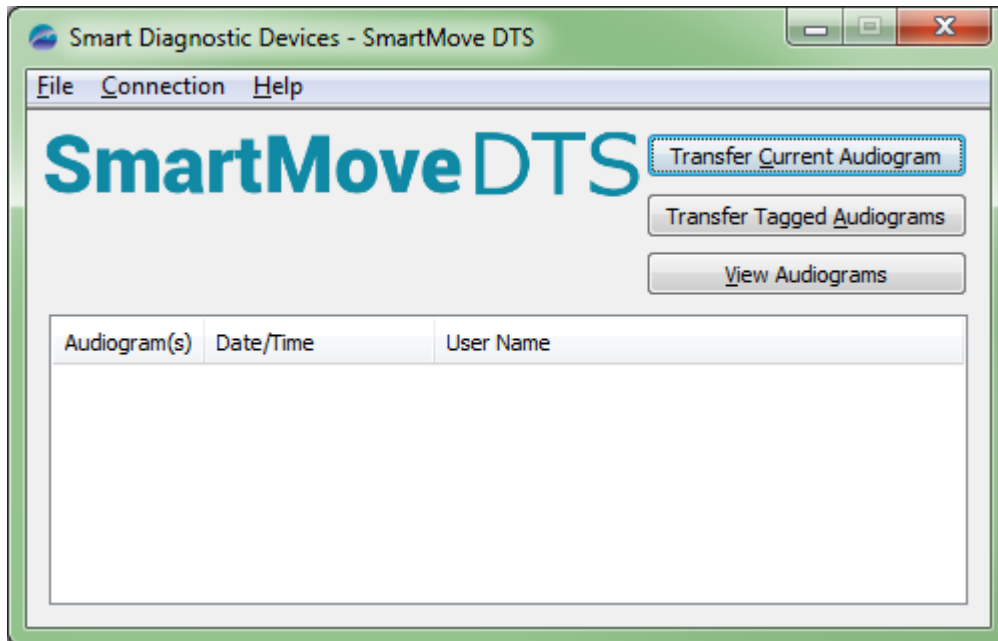 Smart Diagnostic Devices - SmartMove DTS
File Connection Help
SmartMove DTS
Transfer Current Audiogram
Transfer Tagged Audiograms
View Audiograms
Audiogram(s) Date/Time User Name